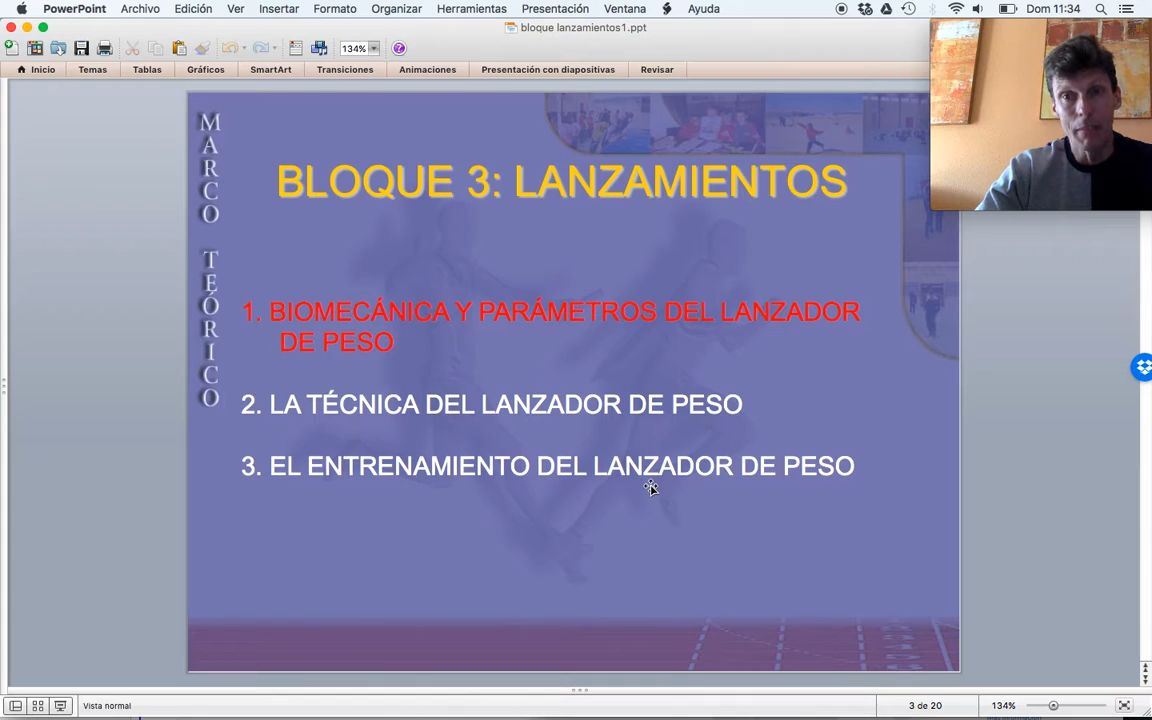 PowerPoint Archivo Edición Ver Insertar Formato Organizar Herramientas Presentación Ventana Ayuda Dom 11:34
bloque lanzamientos1.ppt
134%
Inicio Temas Tablas Gráficos SmartArt Transiciones Animaciones Presentación con diapositivas Revisar
MARCO TEÓRICO
BLOQUE 3: LANZAMIENTOS
1. BIOMECÁNICA Y PARÁMETROS DEL LANZADOR
DE PESO
2. LA TÉCNICA DEL LANZADOR DE PESO
3. EL ENTRENAMIENTO DEL LANZADOR DE PESO
Vista normal 3 de 20 134%